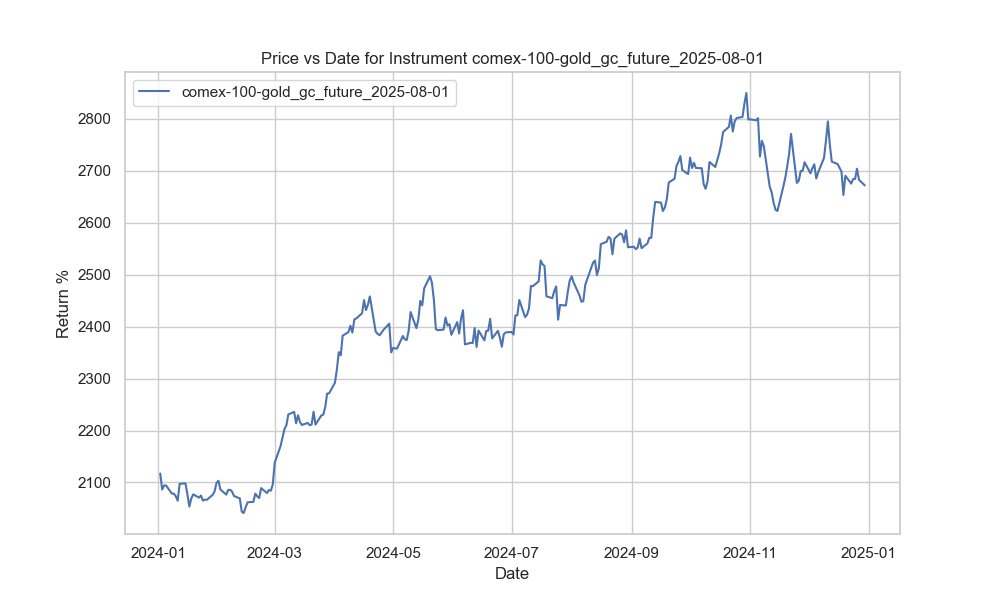 Price vs Date for Instrument comex-100-gold_gc_future_2025-08-01
comex-100-gold_gc_future_2025-08-01
2800
2700
2600
2500
2400
2300
2200
2100
Return %
2024-01 2024-03 2024-05 2024-07 2024-09 2024-11 2025-01
Date